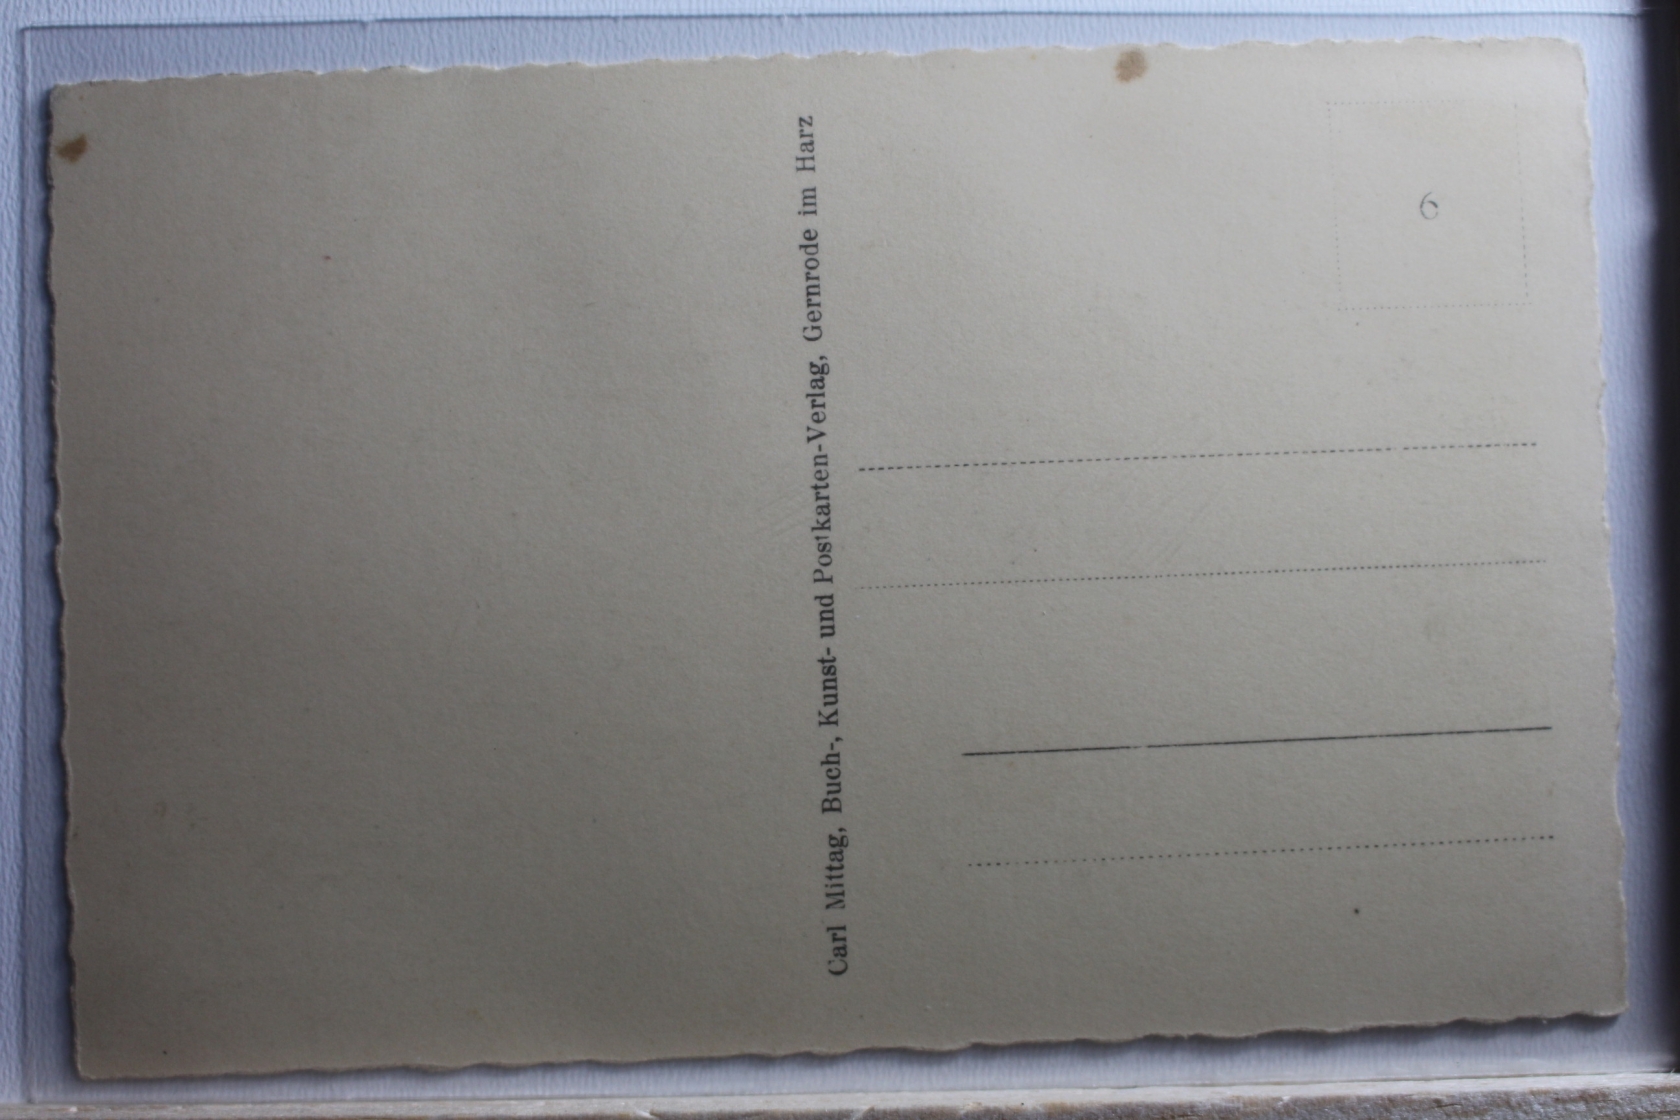 Carl Mittag, Buch-, Kunst- und Postkarten-Verlag, Gernrode im Harz
6